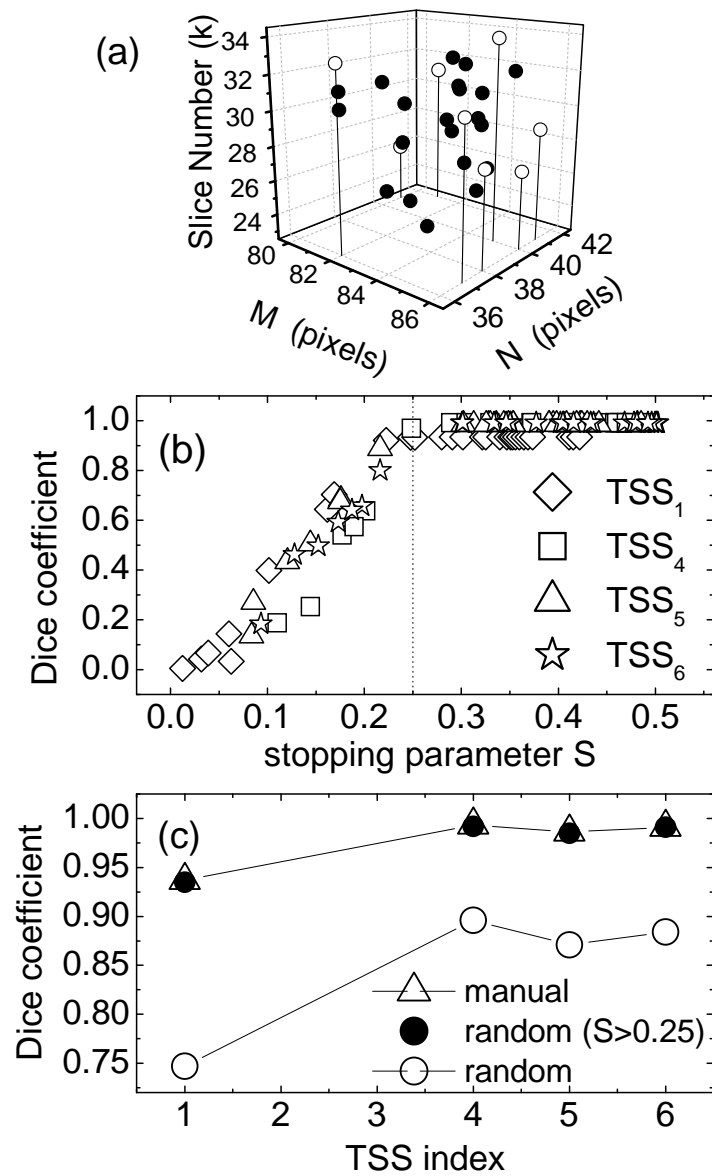 (a)
Slice Number (k)
34
32
30
28
26
24
80
82
84
86
M (pixels)
36
38
40
42
N (pixels)
(b)
Dice coefficient
1.0
0.8
0.6
0.4
0.2
0.0
TSS₁
TSS₄
TSS₅
TSS₆
0.0 0.1 0.2 0.3 0.4 0.5
stopping parameter S
(c)
Dice coefficient
1.00
0.95
0.90
0.85
0.80
0.75
manual
random (S>0.25)
random
1 2 3 4 5 6
TSS index